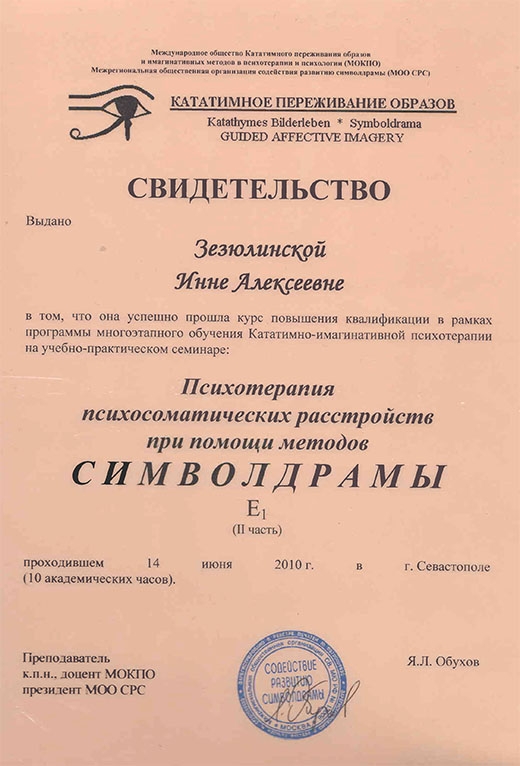 Международное общество Кататимного переживания образов
и имагинативных методов в психотерапии и психологии (МОКПО)
Межрегиональная общественная организация содействия развитию символдрамы (МОО СРС)
КАТАТИМНОЕ ПЕРЕЖИВАНИЕ ОБРАЗОВ
Katathymes Bilderleben * Symboldrama
GUIDED AFFECTIVE IMAGERY
СВИДЕТЕЛЬСТВО
Выдано
Зезюлинской
Инне Алексеевне
в том, что она успешно прошла курс повышения квалификации в рамках
программы многоэтапного обучения Кататимно-имагинативной психотерапии
на учебно-практическом семинаре:
Психотерапия
психосоматических расстройств
при помощи методов
СИМВОЛДРАМЫ
E₁
(II часть)
проходившем 14 июня 2010 г. в г. Севастополе
(10 академических часов).
Преподаватель
к.п.н., доцент МОКПО
президент МОО СРС
Я.Л. Обухов
СОДЕЙСТВИЕ
РАЗВИТИЮ
СИМВОЛДРАМЫ
МОСКВА